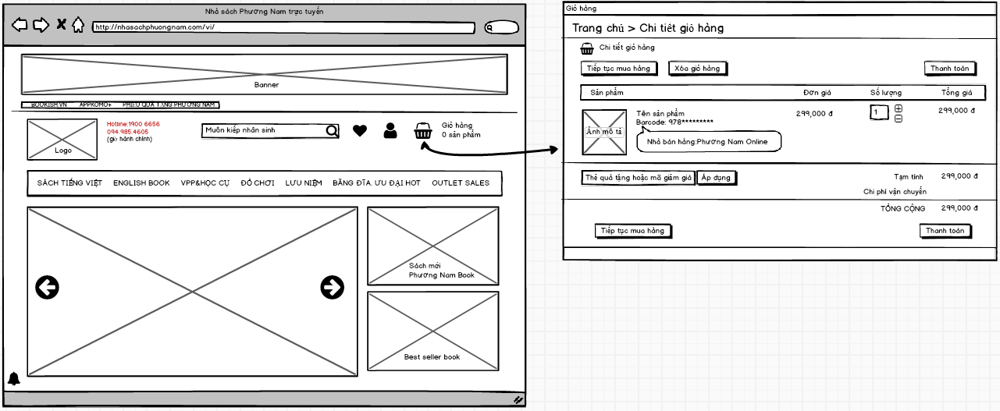 Nhà sách Phương Nam trực tuyến
http://nhasachphuongnam.com/vi/
Banner
BOOKISH.VN APPKOMO+ PHIẾU QUÀ TẶNG PHƯƠNG NAM
Logo
Hotline:1900 6656
094.985.4605
(giờ hành chính)
Muôn kiếp nhân sinh
Giỏ hàng
0 sản phẩm
SÁCH TIẾNG VIỆT ENGLISH BOOK VPP&HỌC CỤ ĐỒ CHƠI LƯU NIỆM BĂNG ĐĨA. ƯU ĐẠI HOT OUTLET SALES
Sách mới
Phương Nam Book
Best seller book
Giỏ hàng
Trang chủ > Chi tiết giỏ hàng
Chi tiết giỏ hàng
Tiếp tục mua hàng Xóa giỏ hàng Thanh toán
Sản phẩm Đơn giá Số lượng Tổng giá
Ảnh mô tả
Tên sản phẩm 299,000 đ 1 299,000 đ
Barcode: 978*********
Nhà bán hàng:Phương Nam Online
Thẻ quà tặng hoặc mã giảm giá Áp dụng Tạm tính 299,000 đ
Chi phí vận chuyển
TỔNG CỘNG 299,000 đ
Tiếp tục mua hàng Thanh toán